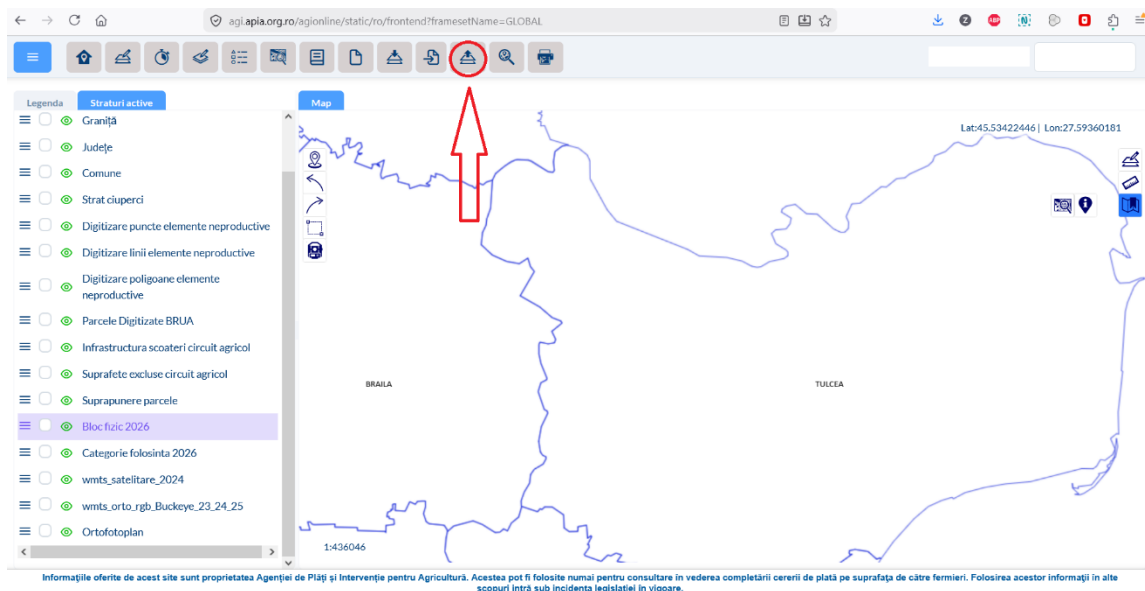 agi.apia.org.ro/agionline/static/ro/frontend?framesetName=GLOBAL
Legenda
Straturi active
Map
Graniță
Județe
Comune
Strat ciuperci
Digitizare puncte elemente neproductive
Digitizare linii elemente neproductive
Digitizare poligoane elemente
neproductive
Parcele Digitizate BRUA
Infrastructura scoateri circuit agricol
Suprafete excluse circuit agricol
Suprapunere parcele
Bloc fizic 2026
Categorie folosinta 2026
wmts_satelitare_2024
wmts_orto_rgb_Buckeye_23_24_25
Ortofotoplan
Lat:45.53422446 | Lon:27.59360181
BRAILA
TULCEA
1:436046
Informațiile oferite de acest site sunt proprietatea Agenției de Plăți și Intervenție pentru Agricultură. Acestea pot fi folosite numai pentru consultare în vederea completării cererii de plată pe suprafața de către fermieri. Folosirea acestor informații în alte
scopuri intră sub incidența legislației în vigoare.